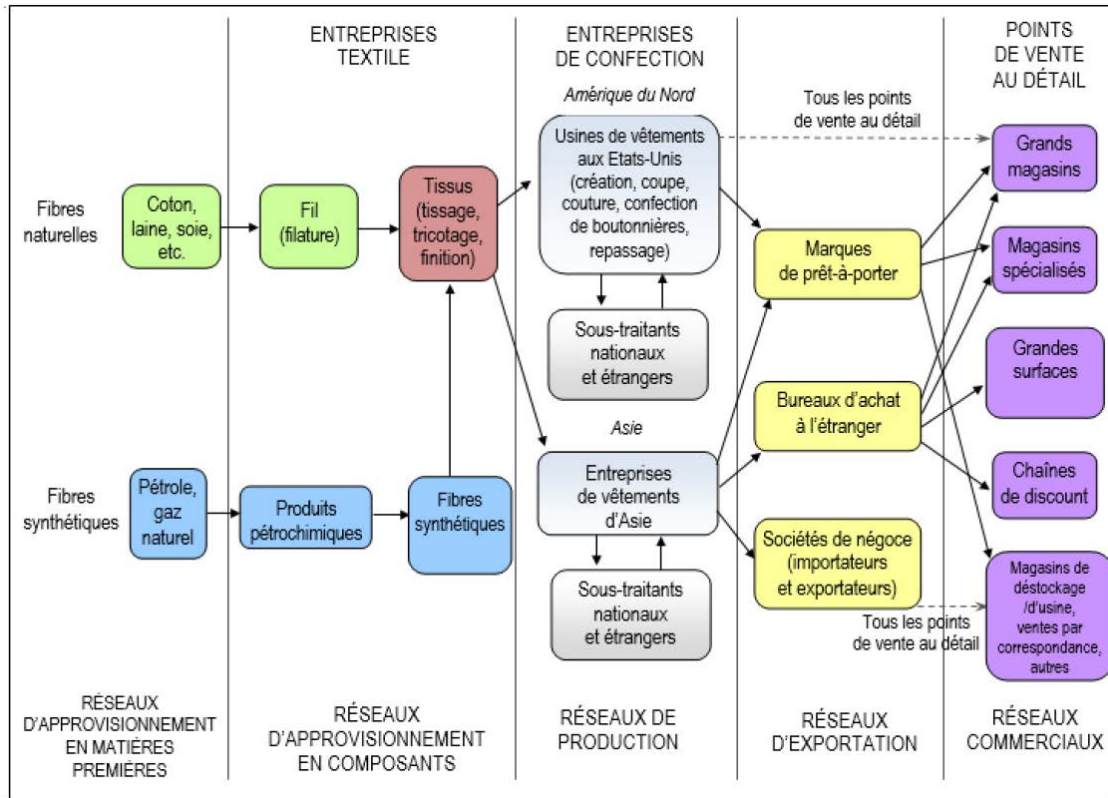 ENTREPRISES
TEXTILE
ENTREPRISES
DE CONFECTION
POINTS
DE VENTE
AU DÉTAIL
Fibres
naturelles
Coton,
laine, soie,
etc.
Fil
(filature)
Tissus
(tissage,
tricotage,
finition)
Amérique du Nord
Usines de vêtements
aux Etats-Unis
(création, coupe,
couture, confection
de boutonnières,
repassage)
Sous-traitants
nationaux
et étrangers
Tous les points
de vente au détail
Marques
de prêt-à-porter
Grands
magasins
Magasins
spécialisés
Grandes
surfaces
Fibres
synthétiques
Pétrole,
gaz
naturel
Produits
pétrochimiques
Fibres
synthétiques
Asie
Entreprises
de vêtements
d'Asie
Sous-traitants
nationaux
et étrangers
Bureaux d'achat
à l'étranger
Sociétés de négoce
(importateurs
et exportateurs)
Tous les points
de vente au détail
Chaînes
de discount
Magasins de
déstockage
/d'usine,
ventes par
correspondance,
autres
RÉSEAUX
D'APPROVISIONNEMENT
EN MATIÈRES
PREMIÈRES
RÉSEAUX
D'APPROVISIONNEMENT
EN COMPOSANTS
RÉSEAUX DE
PRODUCTION
RÉSEAUX
D'EXPORTATION
RÉSEAUX
COMMERCIAUX